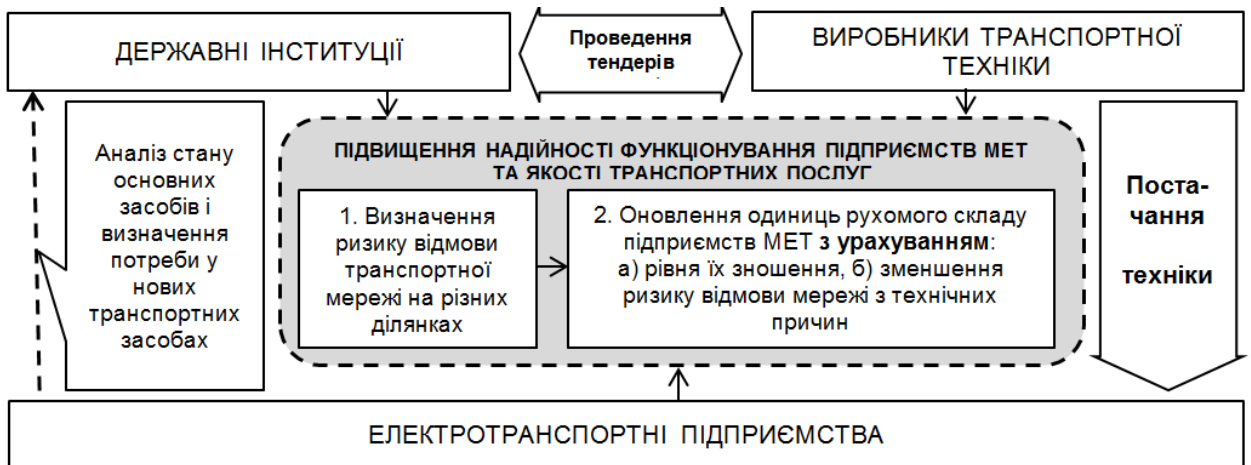 ДЕРЖАВНІ ІНСТИТУЦІЇ
Проведення
тендерів
ВИРОБНИКИ ТРАНСПОРТНОЇ
ТЕХНІКИ
Аналіз стану
основних
засобів і
визначення
потреби у
нових
транспортних
засобах
ПІДВИЩЕННЯ НАДІЙНОСТІ ФУНКЦІОНУВАННЯ ПІДПРИЄМСТВ МЕТ
ТА ЯКОСТІ ТРАНСПОРТНИХ ПОСЛУГ
1. Визначення
ризику відмови
транспортної
мережі на різних
ділянках
2. Оновлення одиниць рухомого складу
підприємств МЕТ з урахуванням:
а) рівня їх зношення, б) зменшення
ризику відмови мережі з технічних
причин
Поста-
чання
техніки
ЕЛЕКТРОТРАНСПОРТНІ ПІДПРИЄМСТВА